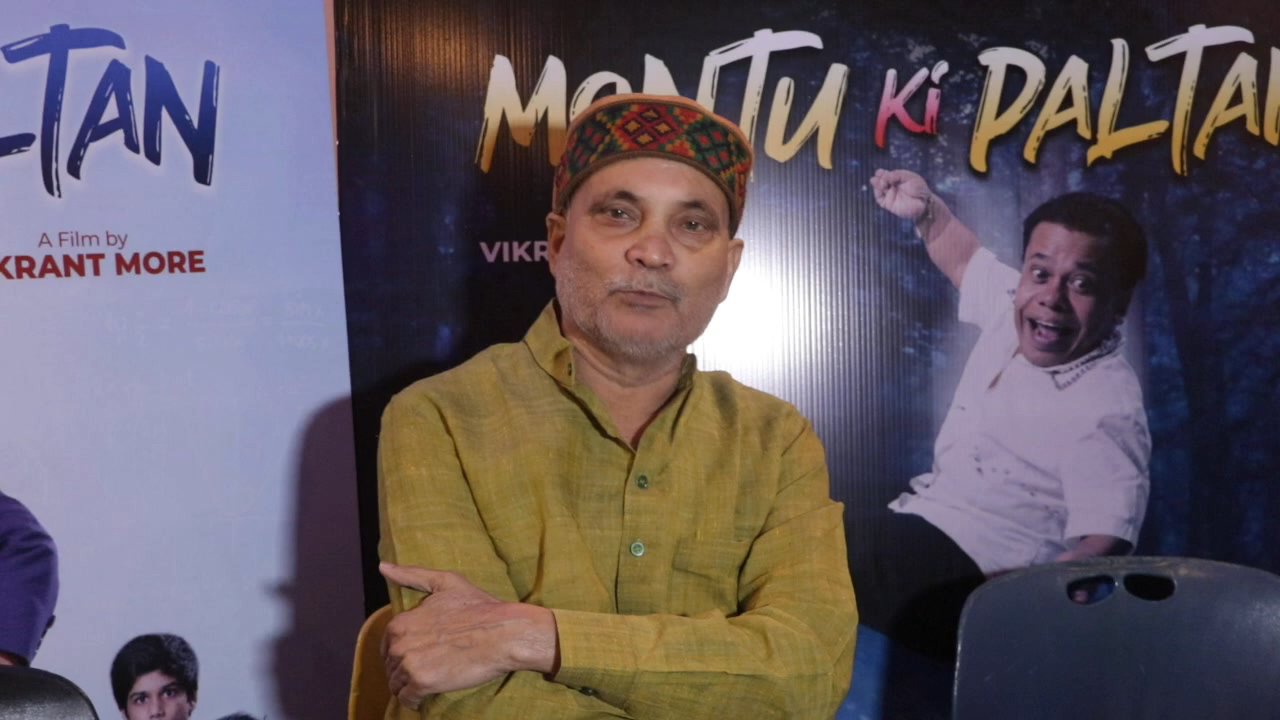 LTAN
A Film by
KRANT MORE
MONTU Ki PALTAN
VIKR